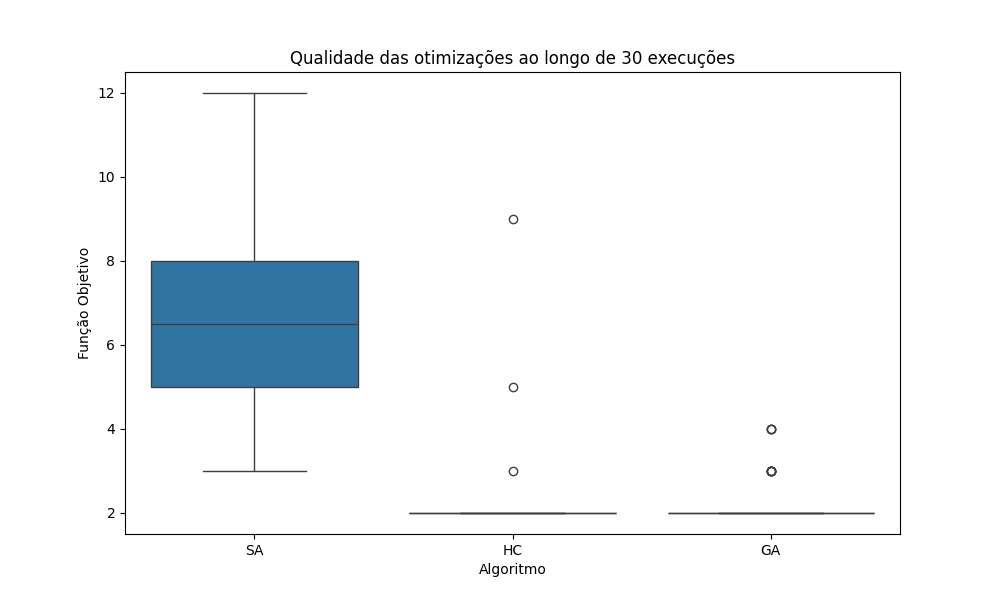 Qualidade das otimizações ao longo de 30 execuções
12
10
8
6
4
2
Função Objetivo
SA
HC
GA
Algoritmo